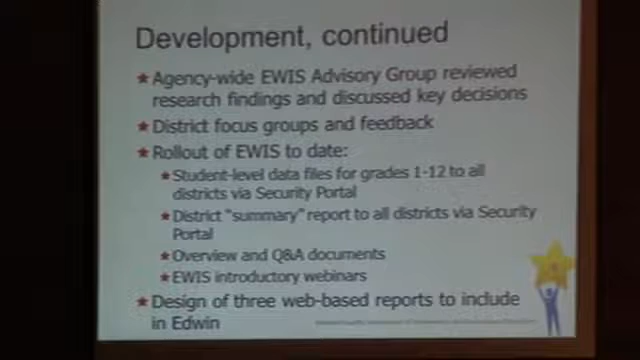 Development, continued
Agency-wide EWIS Advisory Group reviewed
research findings and discussed key decisions
District focus groups and feedback
Rollout of EWIS to date:
Student-level data files for grades 1-12 to all
districts via Security Portal
District "summary" report to all districts via Security
Portal
Overview and Q&A documents
EWIS introductory webinars
Design of three web-based reports to include
in Edwin